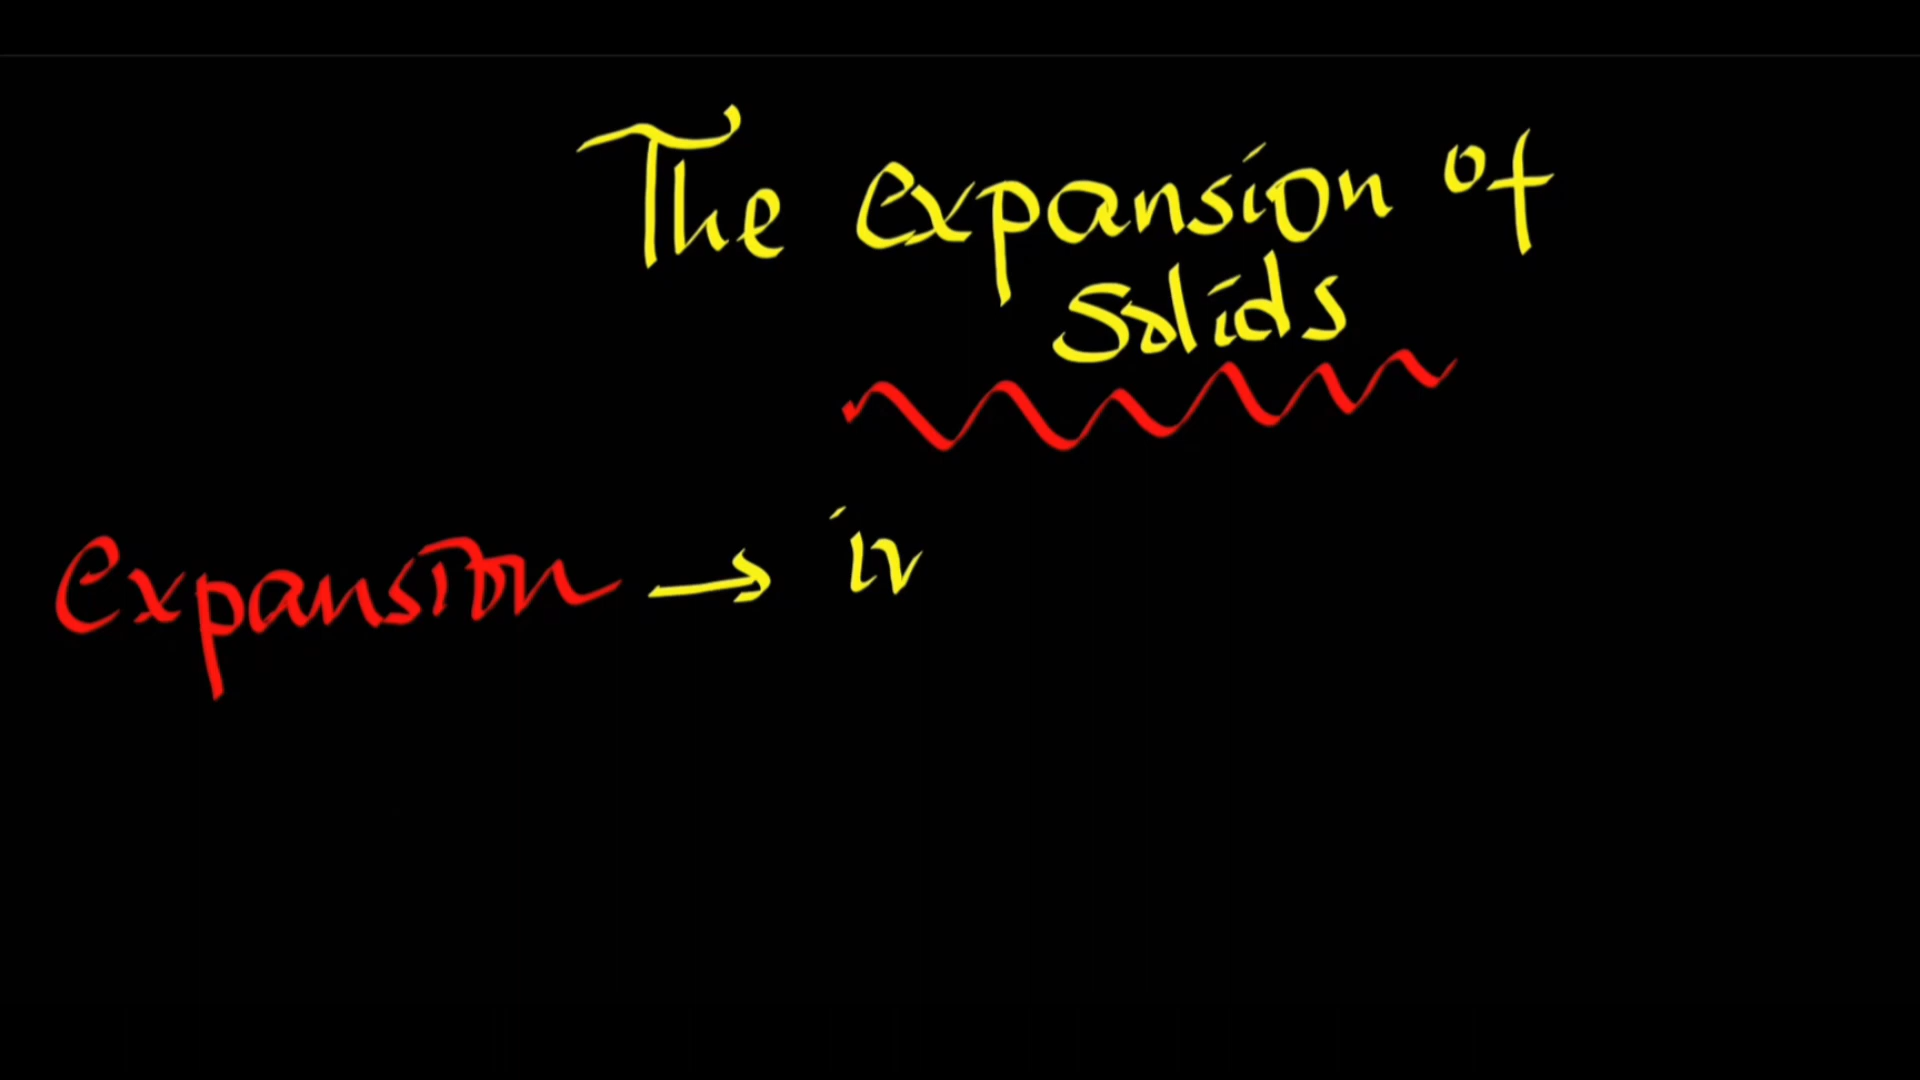 The expansion of
solids
expansion → in